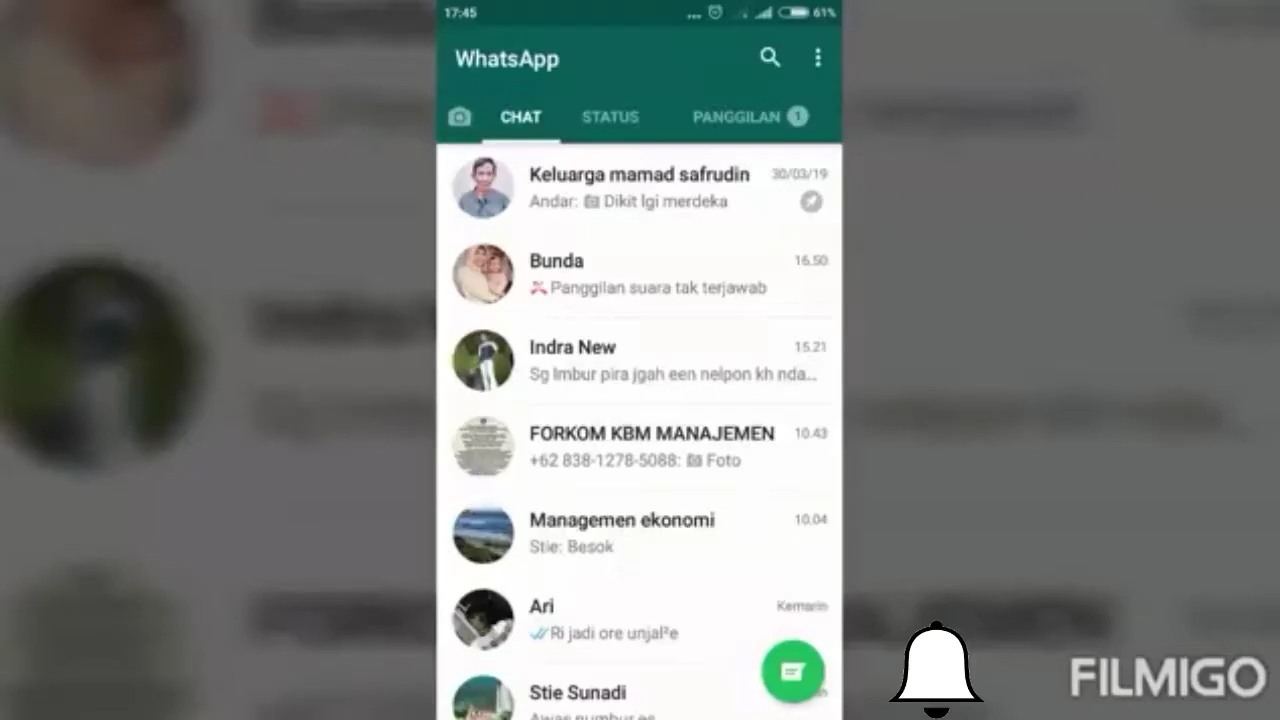 17:45
61%
WhatsApp
CHAT STATUS PANGGILAN 1
Keluarga mamad safrudin 30/03/19
Andar: Dikit lgi merdeka
Bunda 16.50
Panggilan suara tak terjawab
Indra New 15.21
Sg lmbur pira jgah een nelpon kh nda...
FORKOM KBM MANAJEMEN 10.43
+62 838-1278-5088: Foto
Managemen ekonomi 10.04
Stie: Besok
Ari Kemarin
Ri jadi ore unjal²e
Stie Sunadi
Awas numbur es
FILMIGO